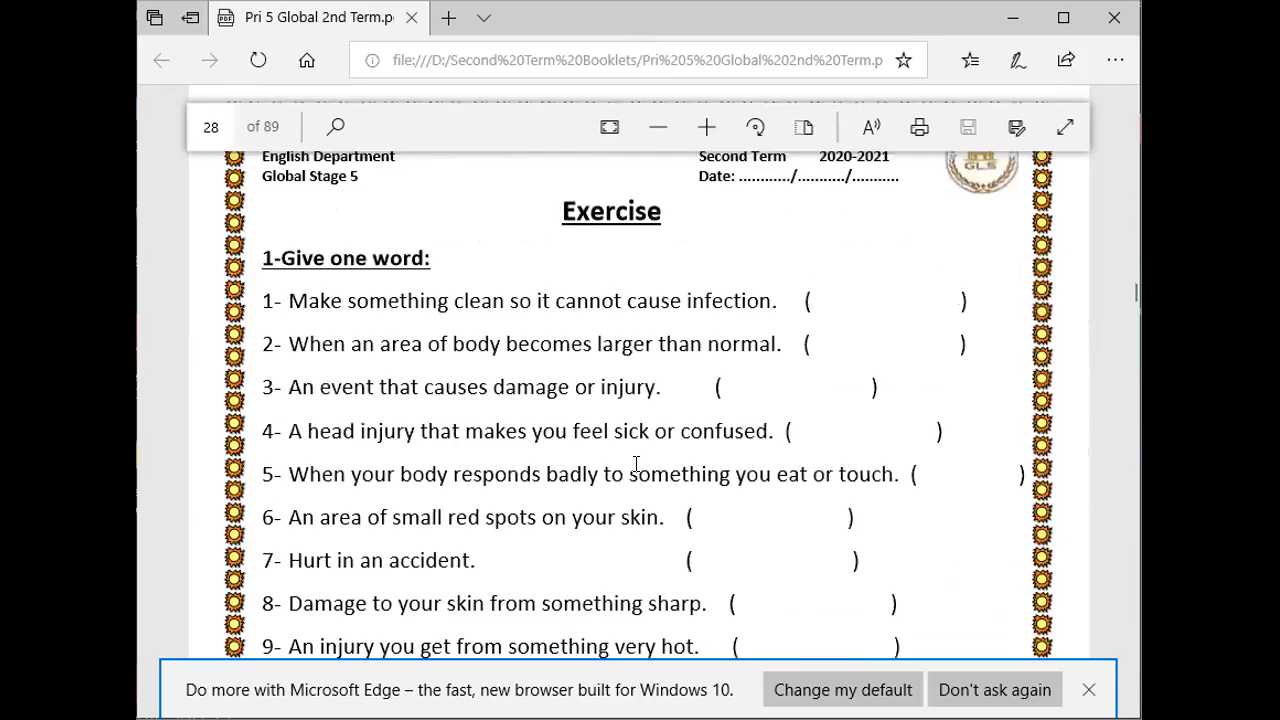 Pri 5 Global 2nd Term.p
file:///D:/Second%20Term%20Booklets/Pri%205%20Global%202nd%20Term.p
28 of 89
English Department
Second Term 2020-2021
Global Stage 5
Date: ............/.........../...........
GLS
Exercise
1-Give one word:
1- Make something clean so it cannot cause infection. ( )
2- When an area of body becomes larger than normal. ( )
3- An event that causes damage or injury. ( )
4- A head injury that makes you feel sick or confused. ( )
5- When your body responds badly to something you eat or touch. ( )
6- An area of small red spots on your skin. ( )
7- Hurt in an accident. ( )
8- Damage to your skin from something sharp. ( )
9- An injury you get from something very hot. ( )
Do more with Microsoft Edge – the fast, new browser built for Windows 10.
Change my default
Don't ask again